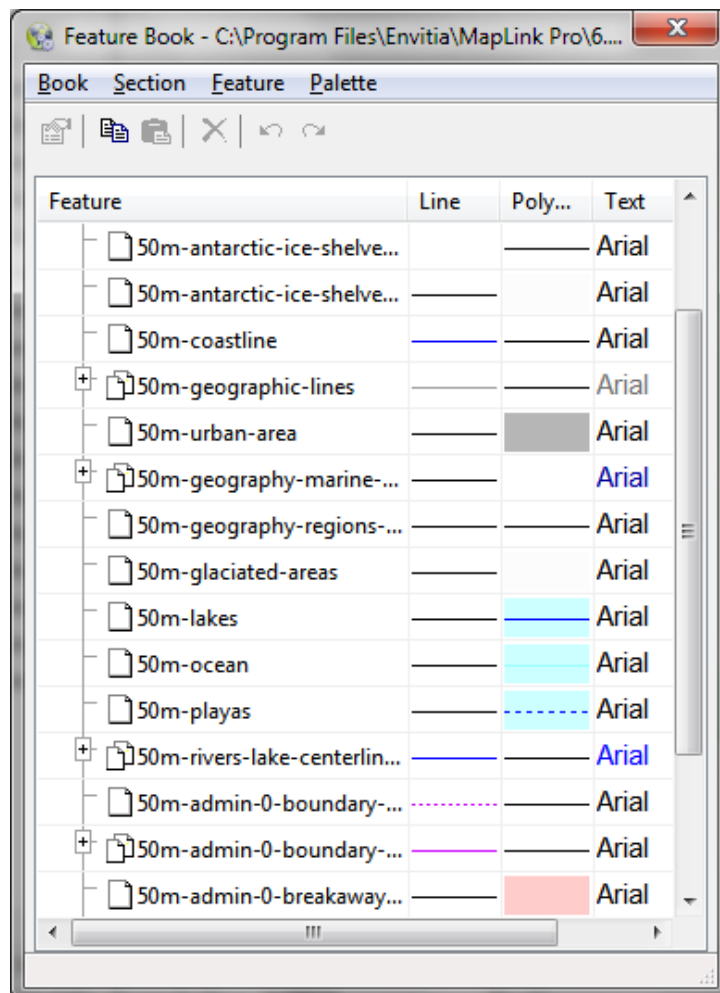 Feature Book - C:\Program Files\Envitia\MapLink Pro\6....
Book Section Feature Palette
Feature Line Poly... Text
50m-antarctic-ice-shelve... Arial
50m-antarctic-ice-shelve... Arial
50m-coastline Arial
50m-geographic-lines Arial
50m-urban-area Arial
50m-geography-marine-... Arial
50m-geography-regions-... Arial
50m-glaciated-areas Arial
50m-lakes Arial
50m-ocean Arial
50m-playas Arial
50m-rivers-lake-centerlin... Arial
50m-admin-0-boundary-... Arial
50m-admin-0-boundary-... Arial
50m-admin-0-breakaway... Arial